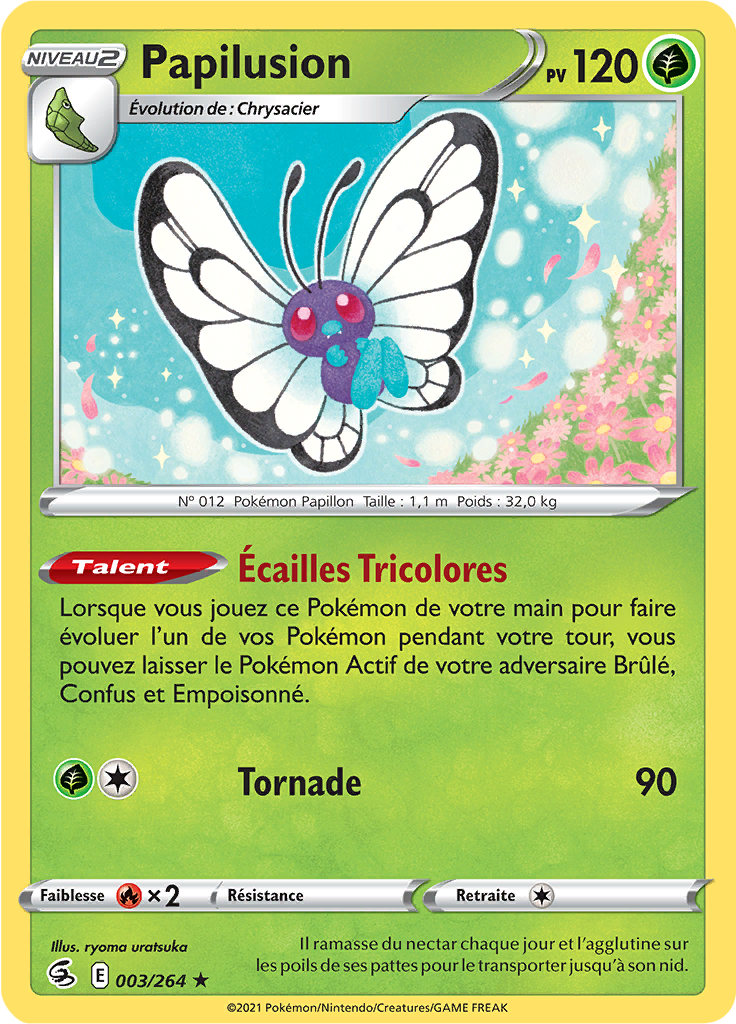 NIVEAU 2
Papilusion
PV 120
Évolution de : Chrysacier
Nº 012 Pokémon Papillon Taille : 1,1 m Poids : 32,0 kg
Talent
Écailles Tricolores
Lorsque vous jouez ce Pokémon de votre main pour faire
évoluer l'un de vos Pokémon pendant votre tour, vous
pouvez laisser le Pokémon Actif de votre adversaire Brûlé,
Confus et Empoisonné.
Tornade 90
Faiblesse ×2 Résistance Retraite
Illus. ryoma uratsuka
Il ramasse du nectar chaque jour et l'agglutine sur
les poils de ses pattes pour le transporter jusqu'à son nid.
E 003/264 ★
©2021 Pokémon/Nintendo/Creatures/GAME FREAK